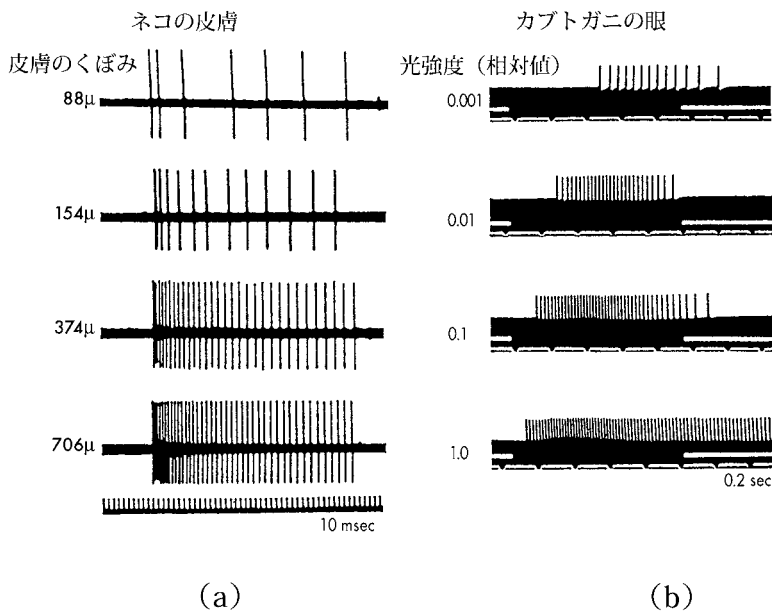 ネコの皮膚
皮膚のくぼみ
88μ
154μ
374μ
706μ
10 msec
(a)
カブトガニの眼
光強度（相対値）
0.001
0.01
0.1
1.0
0.2 sec
(b)